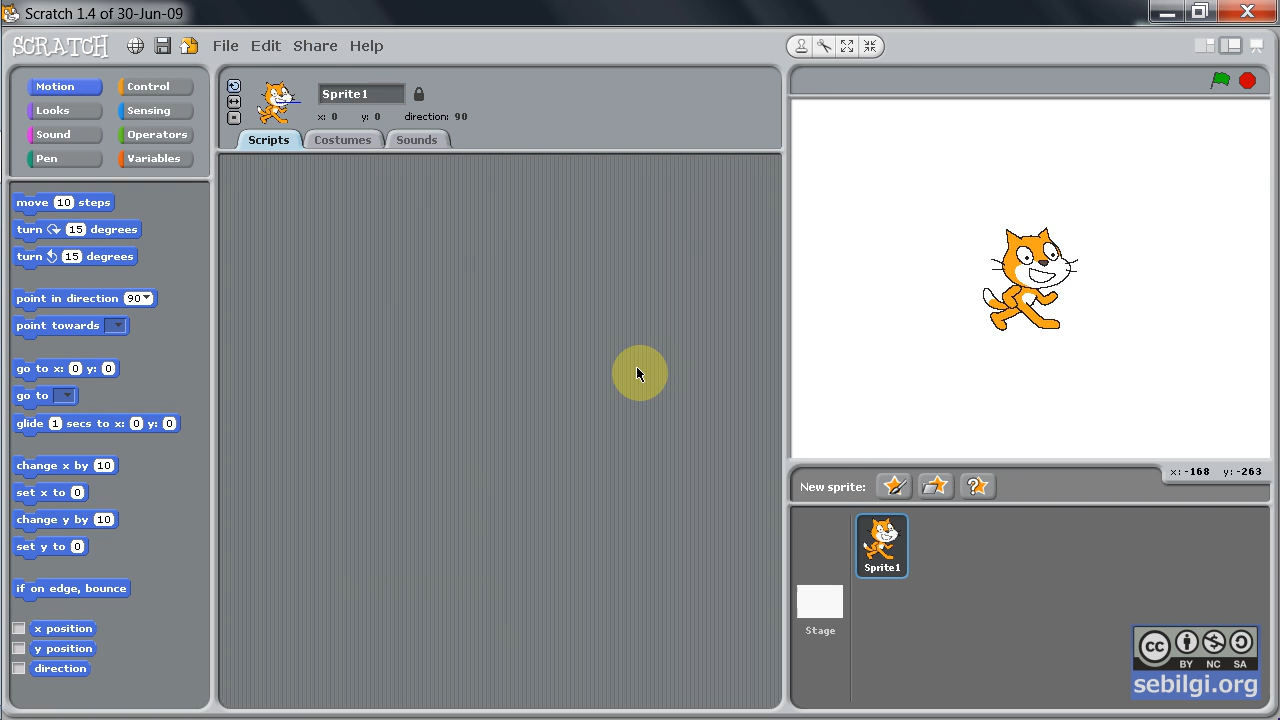 Scratch 1.4 of 30-Jun-09
SCRATCH File Edit Share Help
Motion Control
Looks Sensing
Sound Operators
Pen Variables
Sprite1
x: 0 y: 0 direction: 90
Scripts Costumes Sounds
move 10 steps
turn 15 degrees
turn 15 degrees
point in direction 90
point towards
go to x: 0 y: 0
go to
glide 1 secs to x: 0 y: 0
change x by 10
set x to 0
change y by 10
set y to 0
if on edge, bounce
x position
y position
direction
x: -168 y: -263
New sprite:
Sprite1
Stage
cc BY NC SA
sebilgi.org